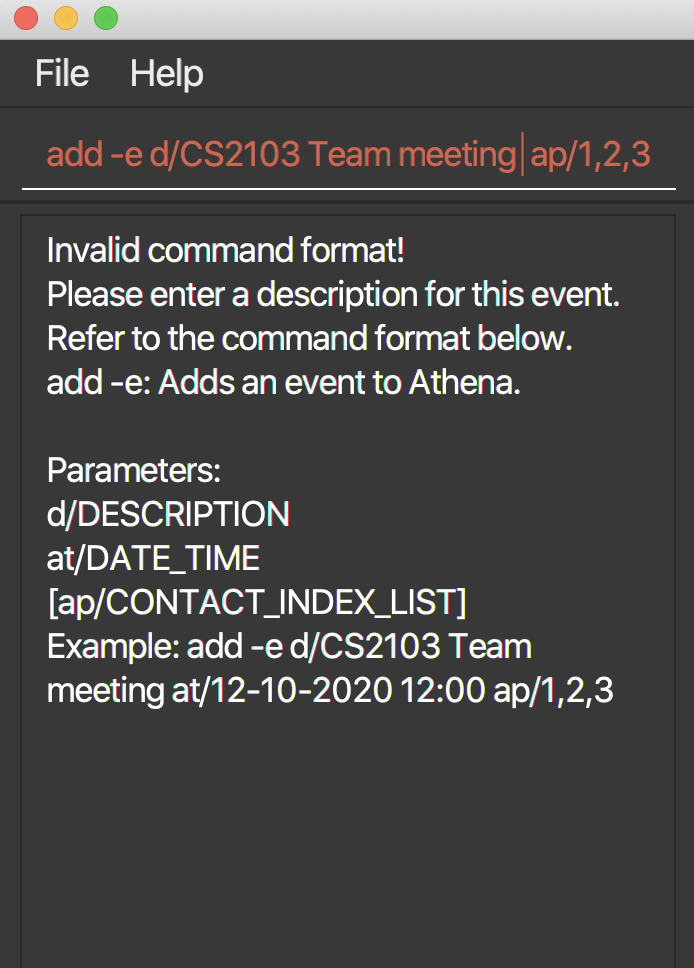 File Help
add -e d/CS2103 Team meeting ap/1,2,3
Invalid command format!
Please enter a description for this event.
Refer to the command format below.
add -e: Adds an event to Athena.
Parameters:
d/DESCRIPTION
at/DATE_TIME
[ap/CONTACT_INDEX_LIST]
Example: add -e d/CS2103 Team
meeting at/12-10-2020 12:00 ap/1,2,3